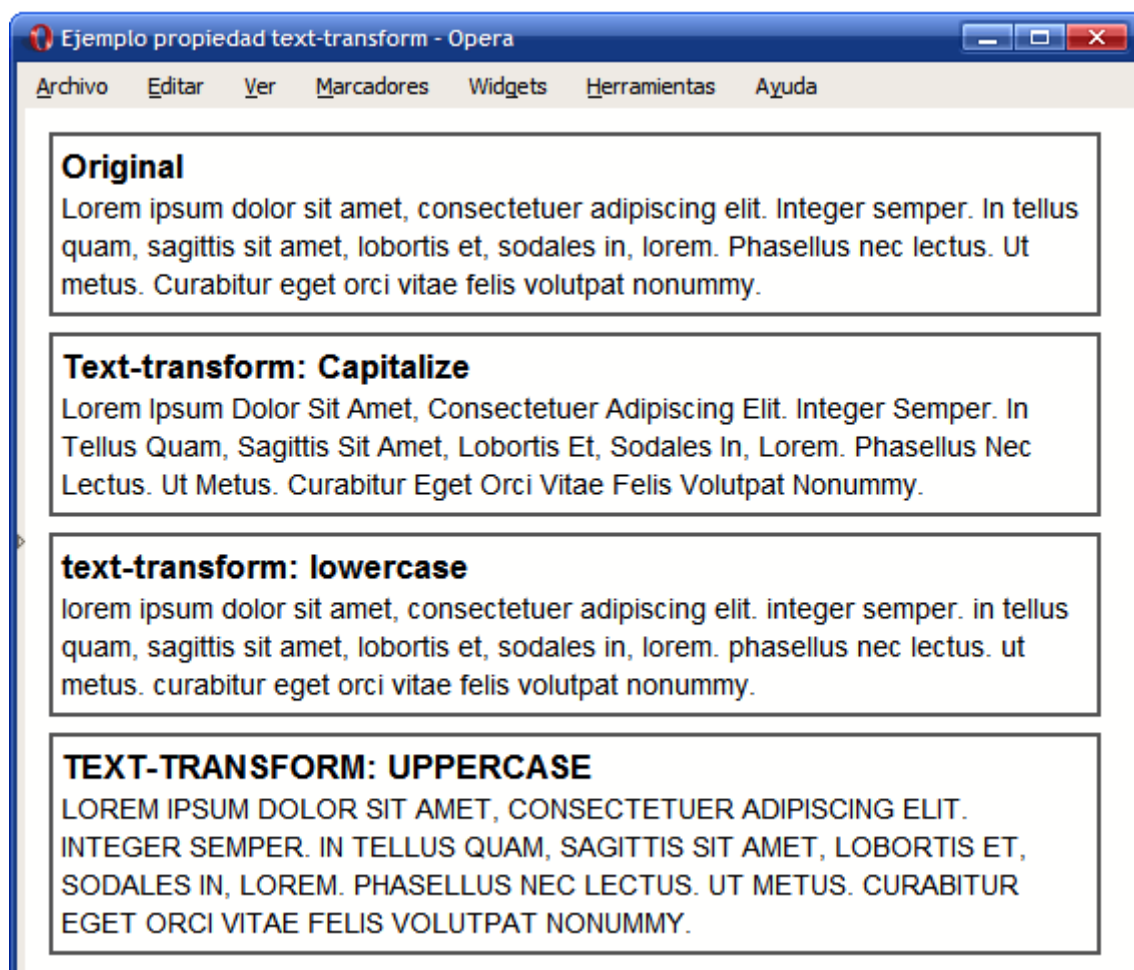 Ejemplo propiedad text-transform - Opera
Archivo Editar Ver Marcadores Widgets Herramientas Ayuda
Original
Lorem ipsum dolor sit amet, consectetuer adipiscing elit. Integer semper. In tellus
quam, sagittis sit amet, lobortis et, sodales in, lorem. Phasellus nec lectus. Ut
metus. Curabitur eget orci vitae felis volutpat nonummy.
Text-transform: Capitalize
Lorem Ipsum Dolor Sit Amet, Consectetuer Adipiscing Elit. Integer Semper. In
Tellus Quam, Sagittis Sit Amet, Lobortis Et, Sodales In, Lorem. Phasellus Nec
Lectus. Ut Metus. Curabitur Eget Orci Vitae Felis Volutpat Nonummy.
text-transform: lowercase
lorem ipsum dolor sit amet, consectetuer adipiscing elit. integer semper. in tellus
quam, sagittis sit amet, lobortis et, sodales in, lorem. phasellus nec lectus. ut
metus. curabitur eget orci vitae felis volutpat nonummy.
TEXT-TRANSFORM: UPPERCASE
LOREM IPSUM DOLOR SIT AMET, CONSECTETUER ADIPISCING ELIT.
INTEGER SEMPER. IN TELLUS QUAM, SAGITTIS SIT AMET, LOBORTIS ET,
SODALES IN, LOREM. PHASELLUS NEC LECTUS. UT METUS. CURABITUR
EGET ORCI VITAE FELIS VOLUTPAT NONUMMY.